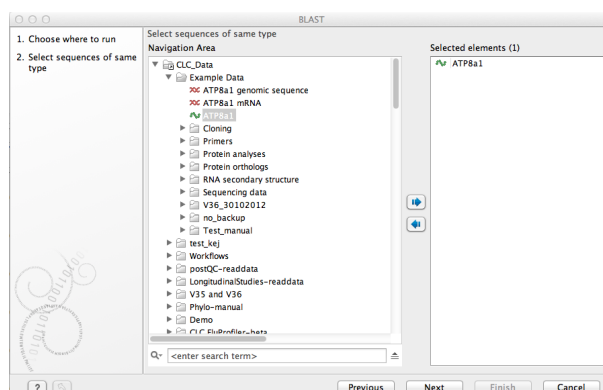 BLAST
1. Choose where to run
2. Select sequences of same
type
Select sequences of same type
Navigation Area
CLC_Data
Example Data
ATP8a1 genomic sequence
ATP8a1 mRNA
ATP8a1
Cloning
Primers
Protein analyses
Protein orthologs
RNA secondary structure
Sequencing data
V36_30102012
no_backup
Test_manual
test_kej
Workflows
postQC-readdata
LongitudinalStudies-readdata
V35 and V36
Phylo-manual
Demo
CLC FluProfiler-beta
<enter search term>
Selected elements (1)
ATP8a1
?
Previous
Next
Finish
Cancel